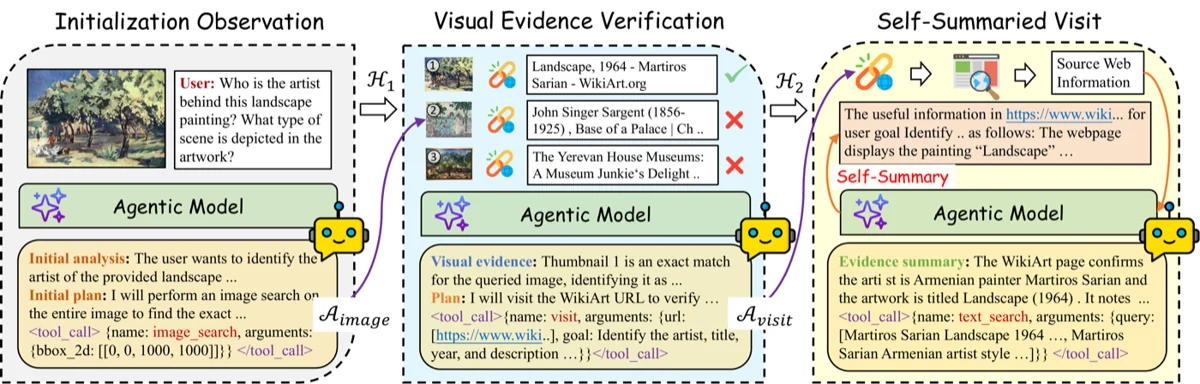 Initialization Observation
User: Who is the artist
behind this landscape
painting? What type of
scene is depicted in the
artwork?
Agentic Model
Initial analysis: The user wants to identify the
artist of the provided landscape ...
Initial plan: I will perform an image search on
the entire image to find the exact ...
<tool_call> {name: image_search, arguments:
{bbox_2d: [[0, 0, 1000, 1000]]}} </tool_call>
ℋ1
𝒜image
Visual Evidence Verification
1
Landscape, 1964 - Martiros
Sarian - WikiArt.org
2
John Singer Sargent (1856-
1925) , Base of a Palace | Ch ..
3
The Yerevan House Museums:
A Museum Junkie's Delight ..
Agentic Model
Visual evidence: Thumbnail 1 is an exact match
for the queried image, identifying it as ...
Plan: I will visit the WikiArt URL to verify ...
<tool_call>{name: visit, arguments: {url:
[https://www.wiki..], goal: Identify the artist, title,
year, and description ...}}</tool_call>
ℋ2
𝒜visit
Self-Summaried Visit
Source Web
Information
The useful information in https://www.wiki... for
user goal Identify .. as follows: The webpage
displays the painting “Landscape” ...
Self-Summary
Agentic Model
Evidence summary: The WikiArt page confirms
the arti st is Armenian painter Martiros Sarian and
the artwork is titled Landscape (1964) . It notes ...
<tool_call>{name: text_search, arguments: {query:
[Martiros Sarian Landscape 1964 ..., Martiros
Sarian Armenian artist style ...]}} </tool_call>